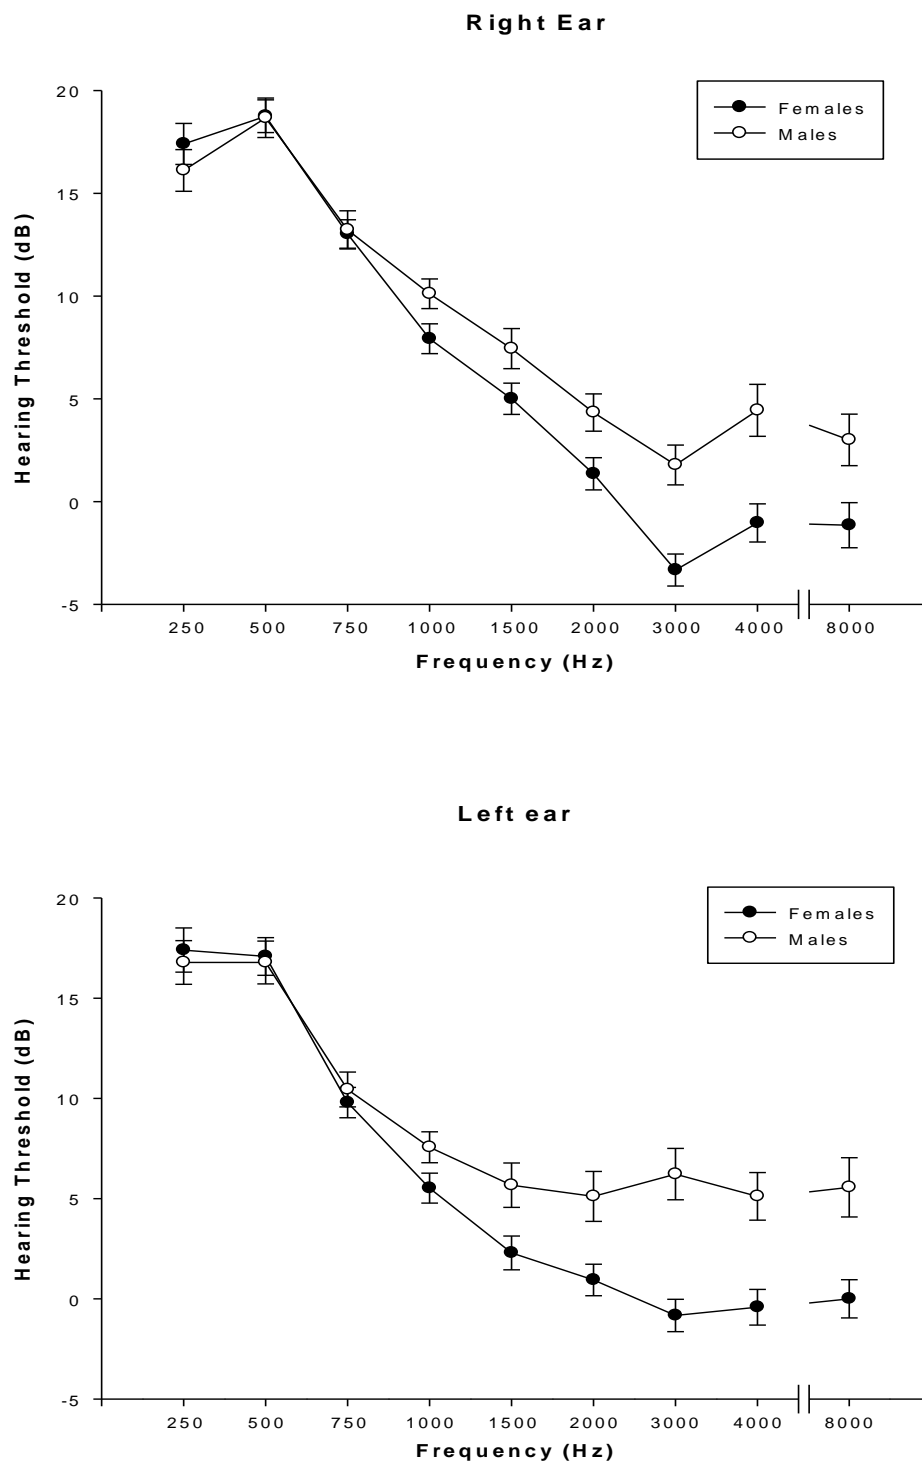 Right Ear
Females
Males
20
15
10
5
0
-5
Hearing Threshold (dB)
250 500 750 1000 1500 2000 3000 4000 8000
Frequency (Hz)
Left ear
Females
Males
20
15
10
5
0
-5
Hearing Threshold (dB)
250 500 750 1000 1500 2000 3000 4000 8000
Frequency (Hz)